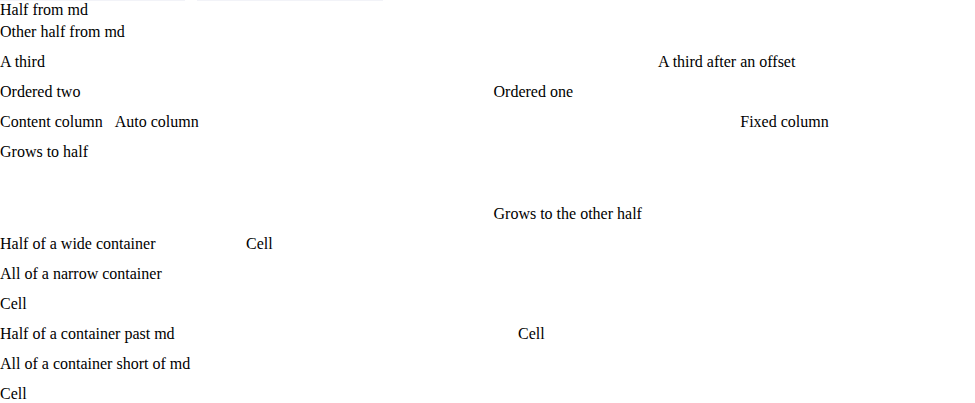 Half from md
Other half from md
A third A third after an offset
Ordered two Ordered one
Content column Auto column Fixed column
Grows to half
Grows to the other half
Half of a wide container Cell
All of a narrow container
Cell
Half of a container past md Cell
All of a container short of md
Cell